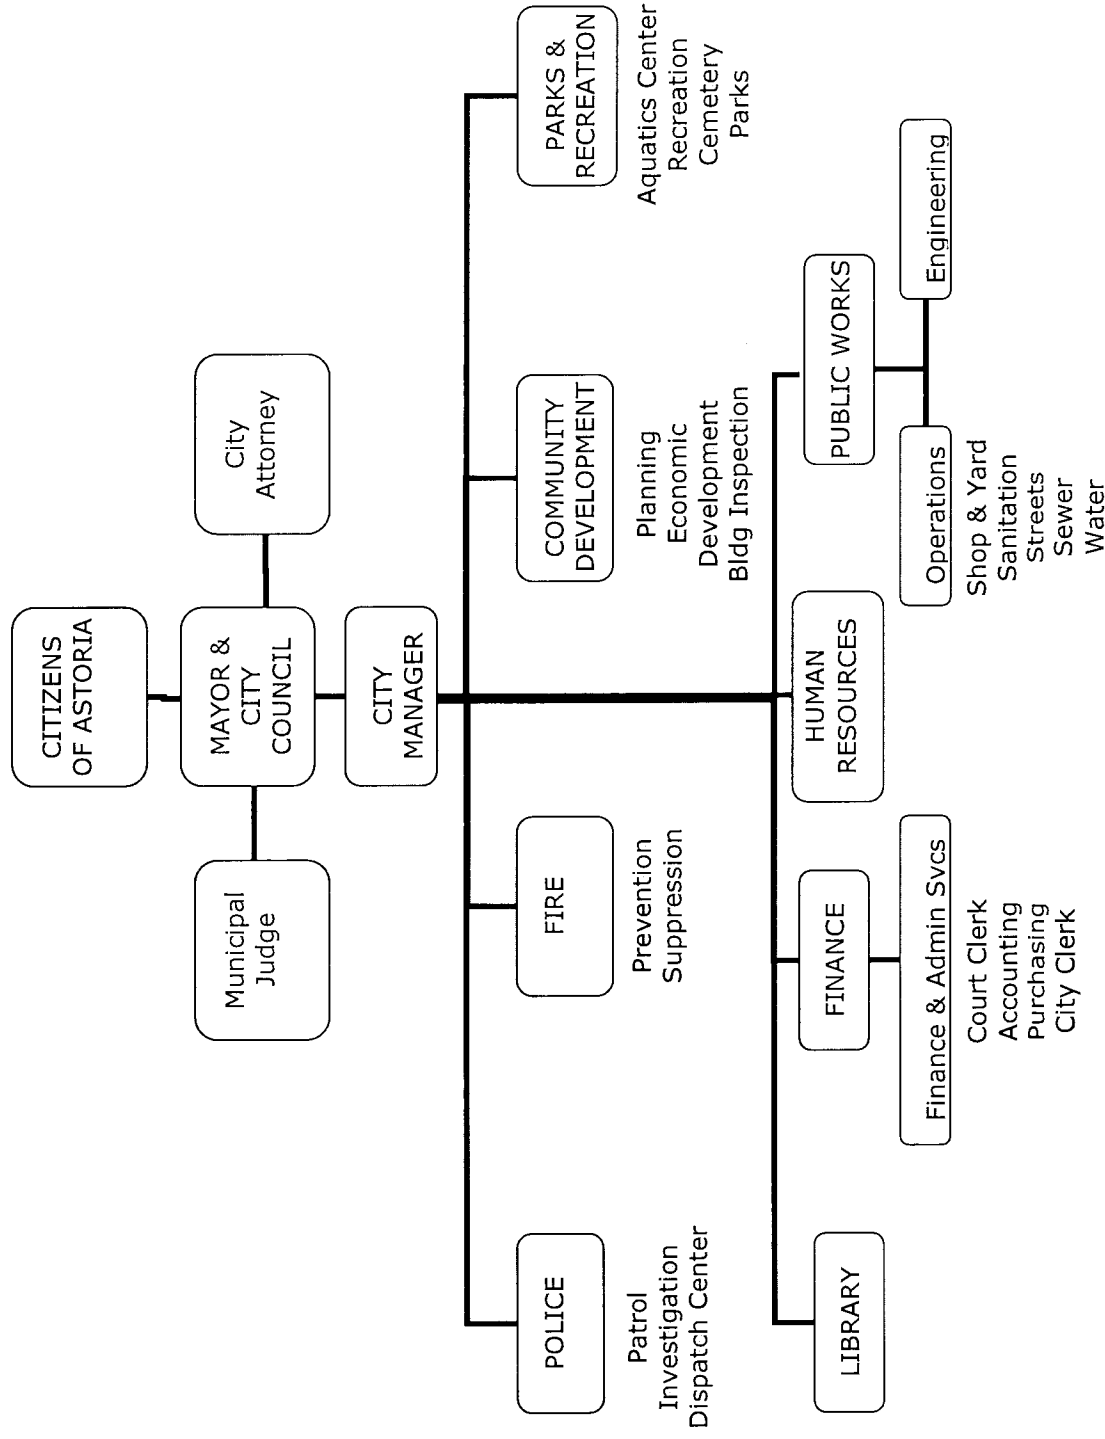 CITIZENS
OF ASTORIA
Municipal
Judge
MAYOR &
CITY
COUNCIL
City
Attorney
CITY
MANAGER
POLICE
Patrol
Investigation
Dispatch Center
FIRE
Prevention
Suppression
COMMUNITY
DEVELOPMENT
Planning
Economic
Development
Bldg Inspection
PARKS &
RECREATION
Aquatics Center
Recreation
Cemetery
Parks
LIBRARY
FINANCE
Finance & Admin Svcs
Court Clerk
Accounting
Purchasing
City Clerk
HUMAN
RESOURCES
PUBLIC WORKS
Operations
Shop & Yard
Sanitation
Streets
Sewer
Water
Engineering